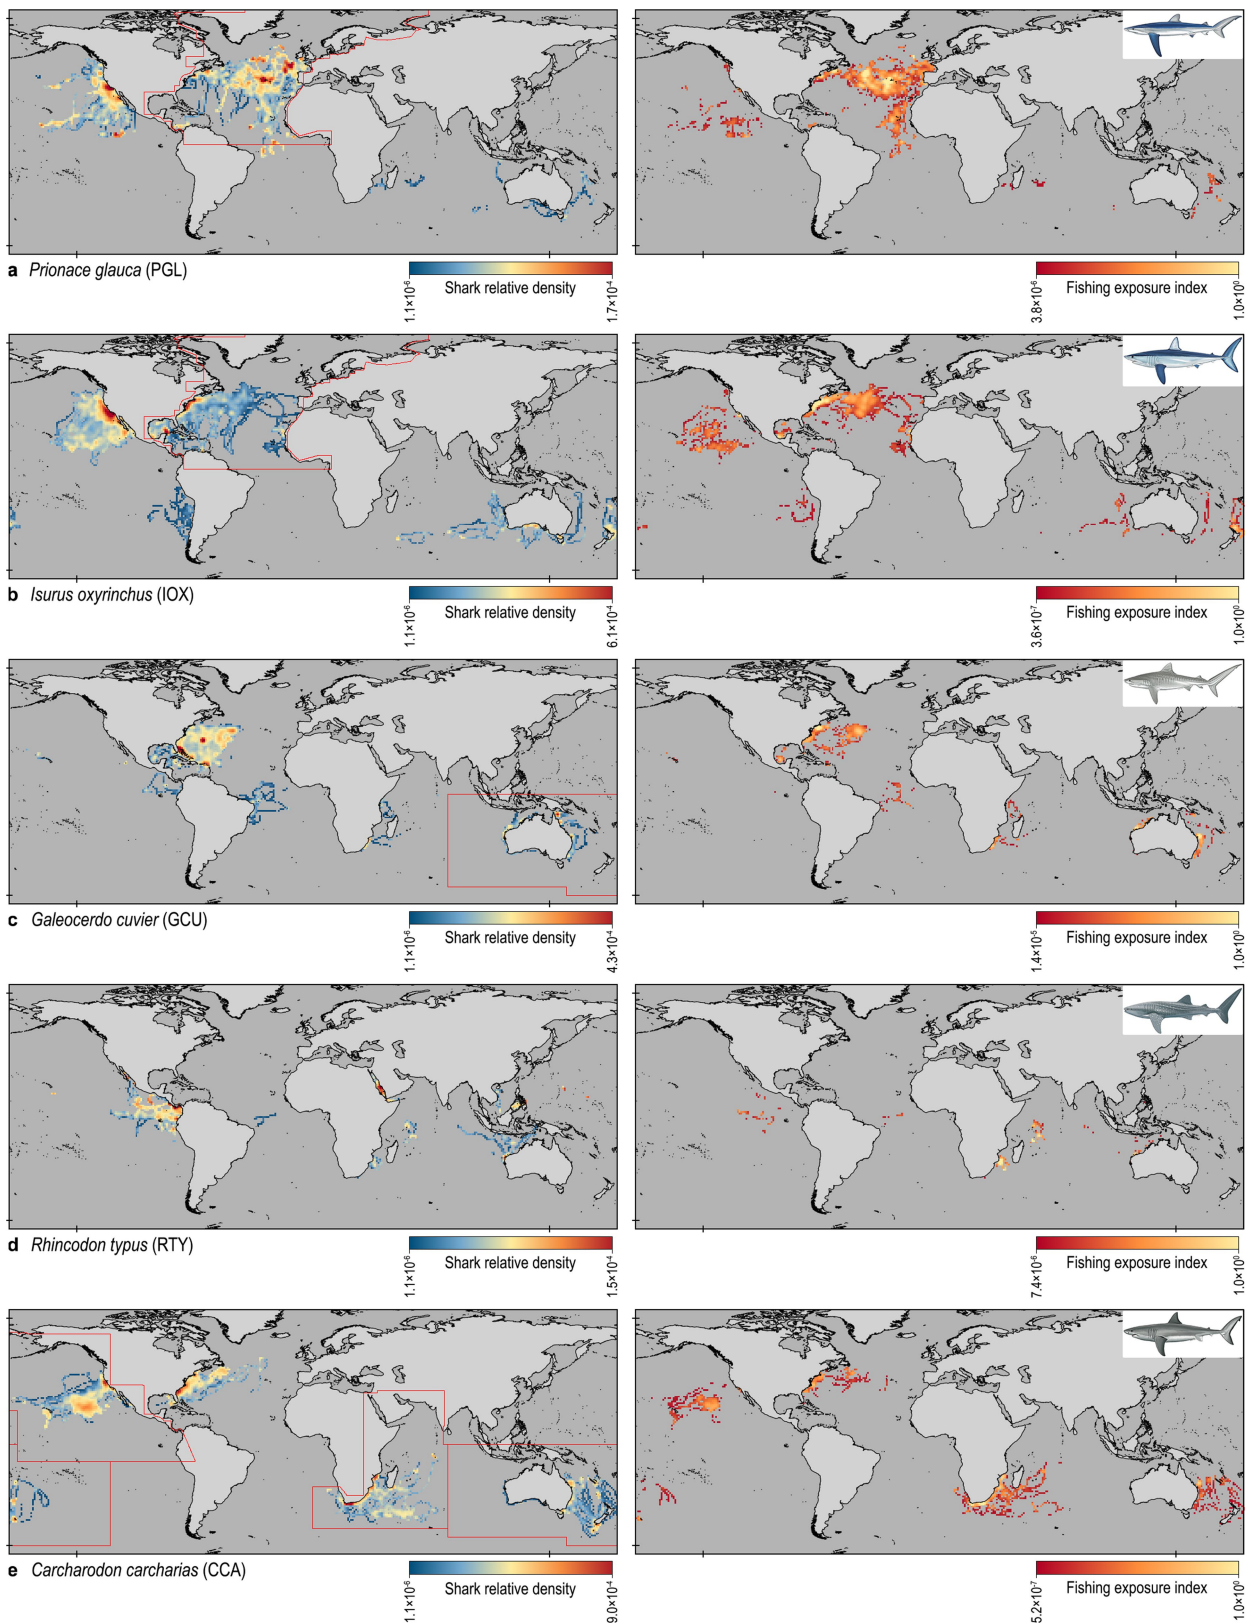 a Prionace glauca (PGL)
1.1×10⁻⁶
Shark relative density
1.7×10⁻⁴
3.8×10⁻⁶
Fishing exposure index
1.0×10⁰
b Isurus oxyrinchus (IOX)
1.1×10⁻⁶
Shark relative density
6.1×10⁻⁴
3.6×10⁻⁷
Fishing exposure index
1.0×10⁰
c Galeocerdo cuvier (GCU)
1.1×10⁻⁶
Shark relative density
4.3×10⁻⁴
1.4×10⁻⁵
Fishing exposure index
1.0×10⁰
d Rhincodon typus (RTY)
1.1×10⁻⁶
Shark relative density
1.5×10⁻⁴
7.4×10⁻⁶
Fishing exposure index
1.0×10⁰
e Carcharodon carcharias (CCA)
1.1×10⁻⁶
Shark relative density
9.0×10⁻⁴
5.2×10⁻⁷
Fishing exposure index
1.0×10⁰